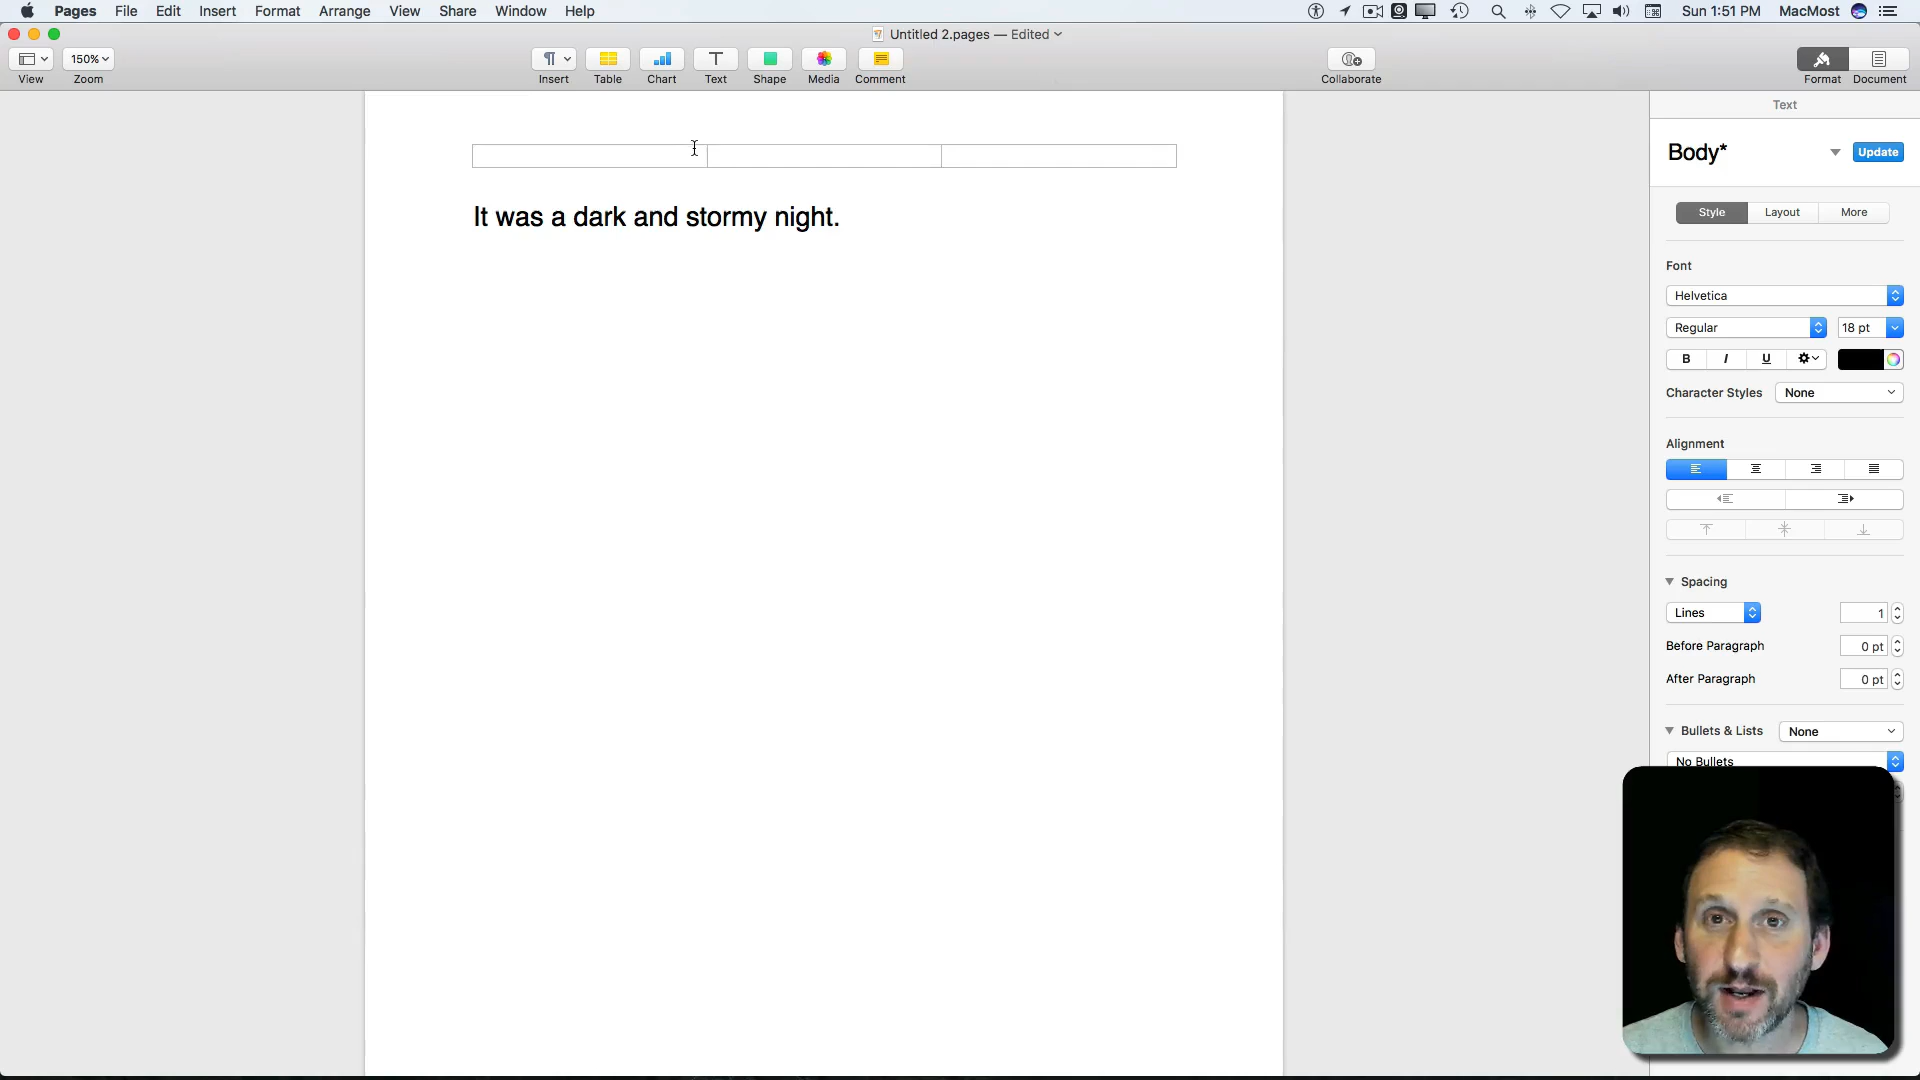 Pages File Edit Insert Format Arrange View Share Window Help Sun 1:51 PM MacMost
Untitled 2.pages — Edited
150%
View Zoom Insert Table Chart Text Shape Media Comment Collaborate Format Document
Text
Body* Update
Style Layout More
It was a dark and stormy night.
Font
Helvetica
Regular 18 pt
B I U
Character Styles None
Alignment
Spacing
Lines 1
Before Paragraph 0 pt
After Paragraph 0 pt
Bullets & Lists None
No Bullets